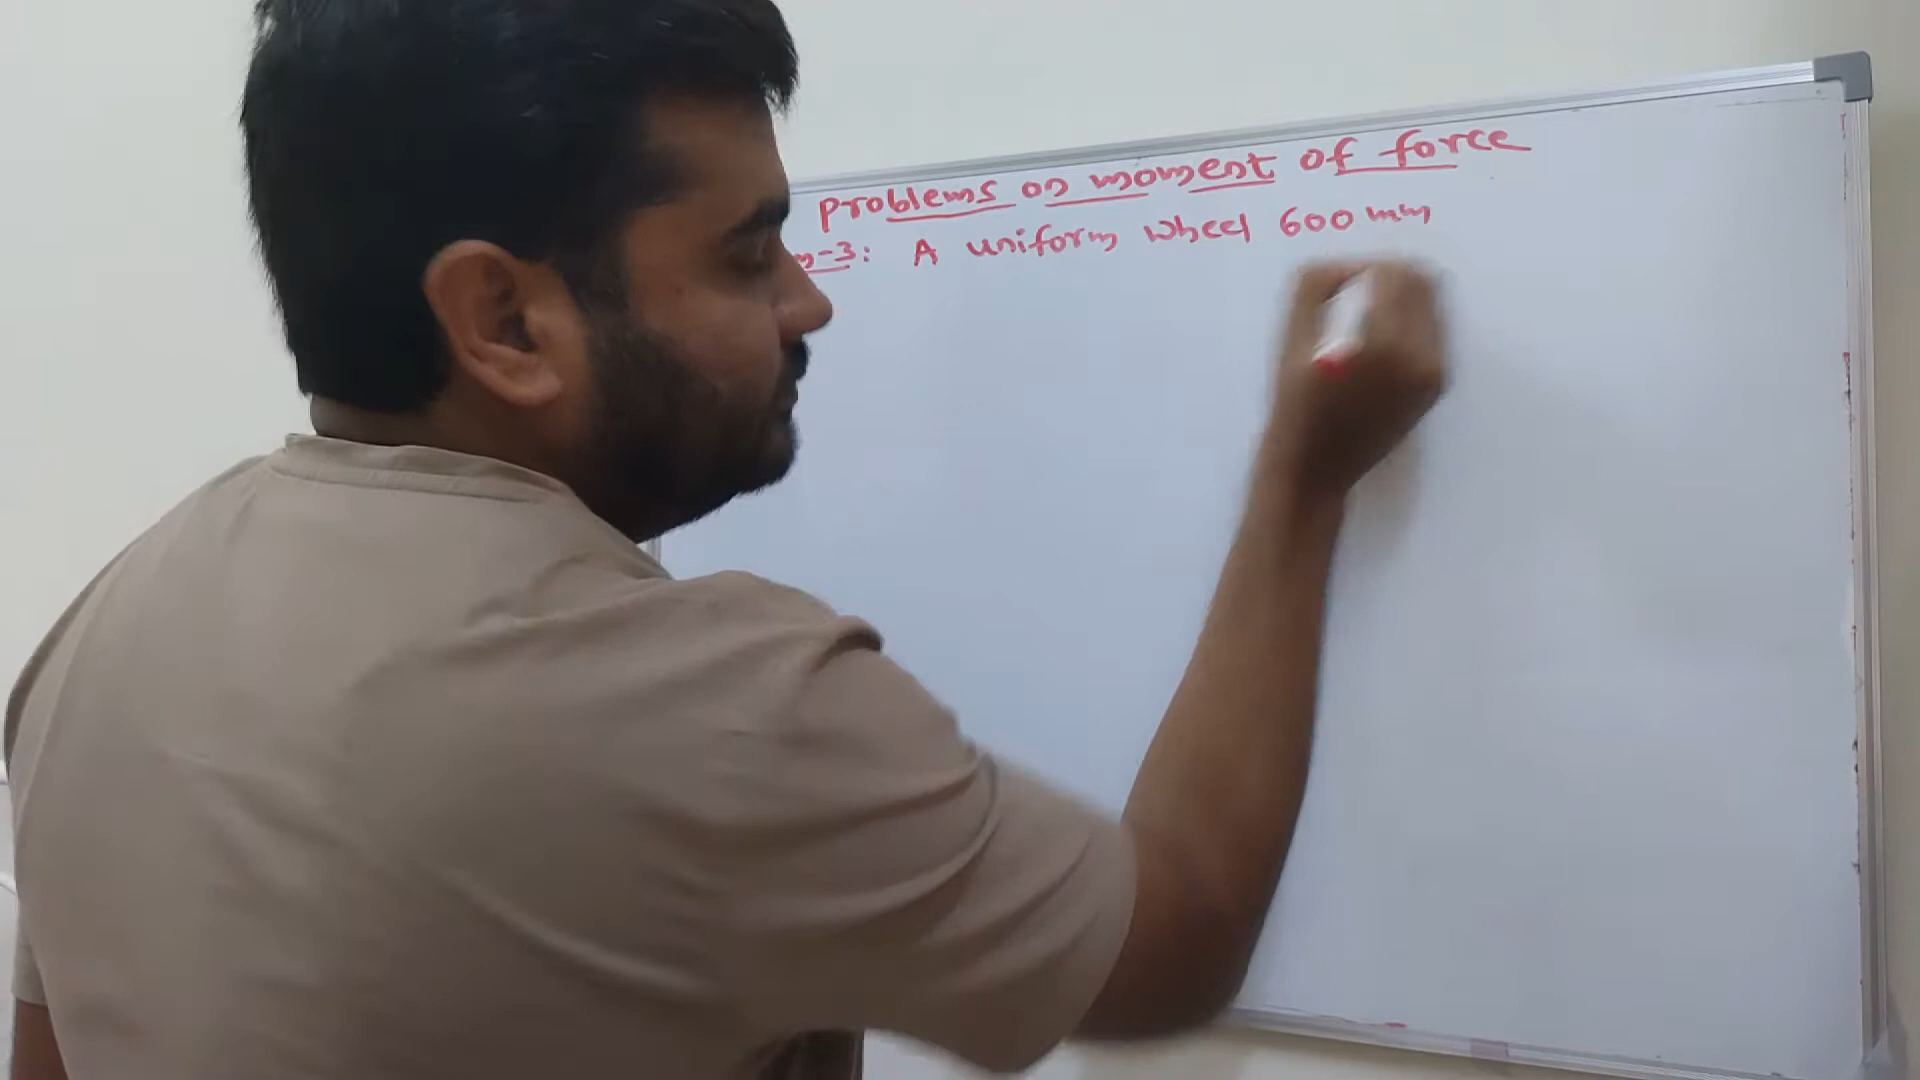 Problems on moment of force
m-3: A uniform wheel 600 mm